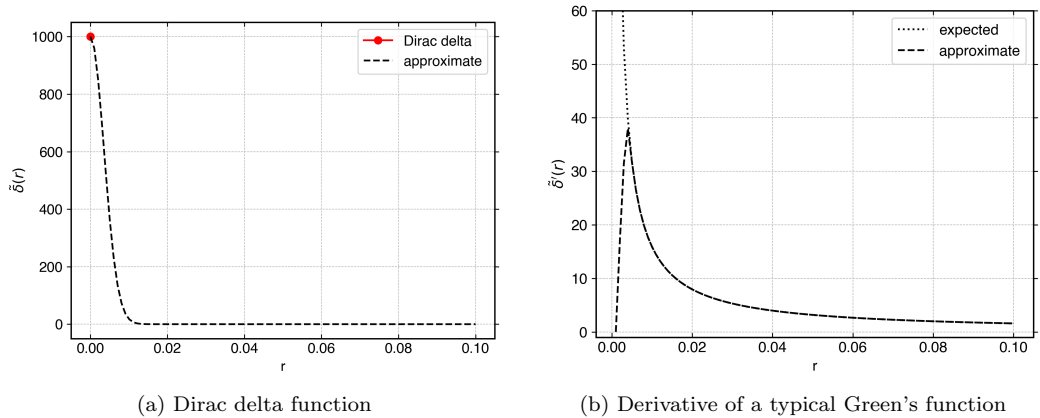 1000
800
600
400
200
0
δ̃(r)
Dirac delta
approximate
0.00 0.02 0.04 0.06 0.08 0.10
r
(a) Dirac delta function
60
50
40
30
20
10
0
δ̃′(r)
expected
approximate
0.00 0.02 0.04 0.06 0.08 0.10
r
(b) Derivative of a typical Green's function